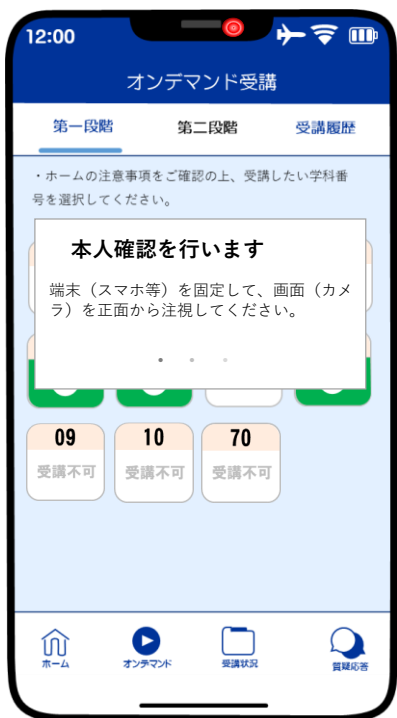 12:00
オンデマンド受講
第一段階 第二段階 受講履歴
・ホームの注意事項をご確認の上、受講したい学科番
号を選択してください。
本人確認を行います
端末（スマホ等）を固定して、画面（カメ
ラ）を正面から注視してください。
09 10 70
受講不可 受講不可 受講不可
ホーム オンデマンド 受講状況 質疑応答